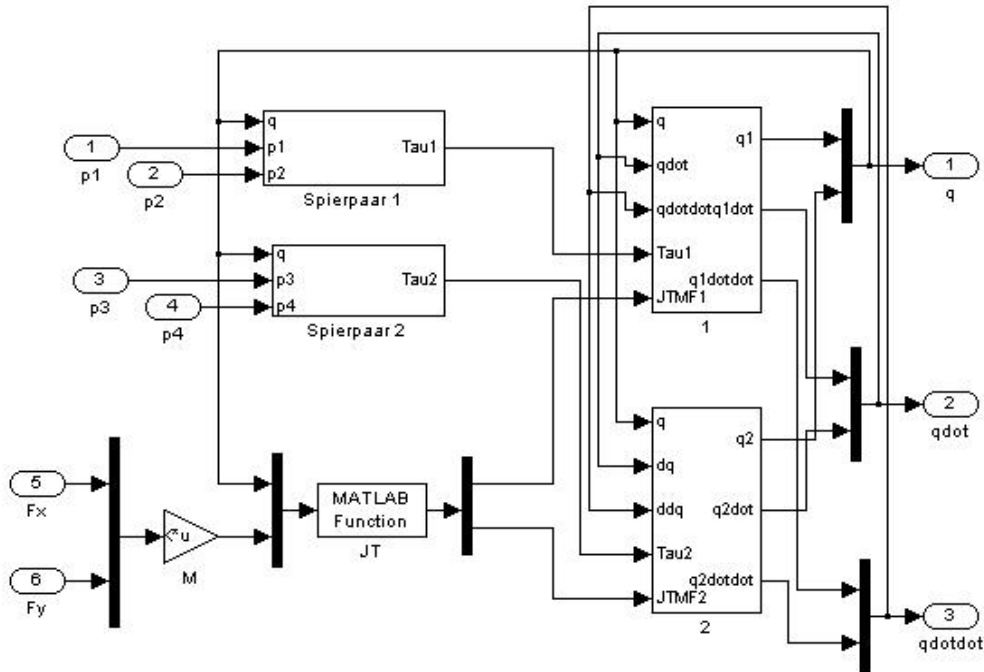 1
p1
2
p2
q
p1
p2
Tau1
Spierpaar 1
3
p3
4
p4
q
p3
p4
Tau2
Spierpaar 2
5
Fx
6
Fy
u
M
MATLAB
Function
JT
q
qdot
qdotdot
Tau1
JTMF1
q1
q1dot
q1dotdot
1
q
dq
ddq
Tau2
JTMF2
q2
q2dot
q2dotdot
2
1
q
2
qdot
3
qdotdot